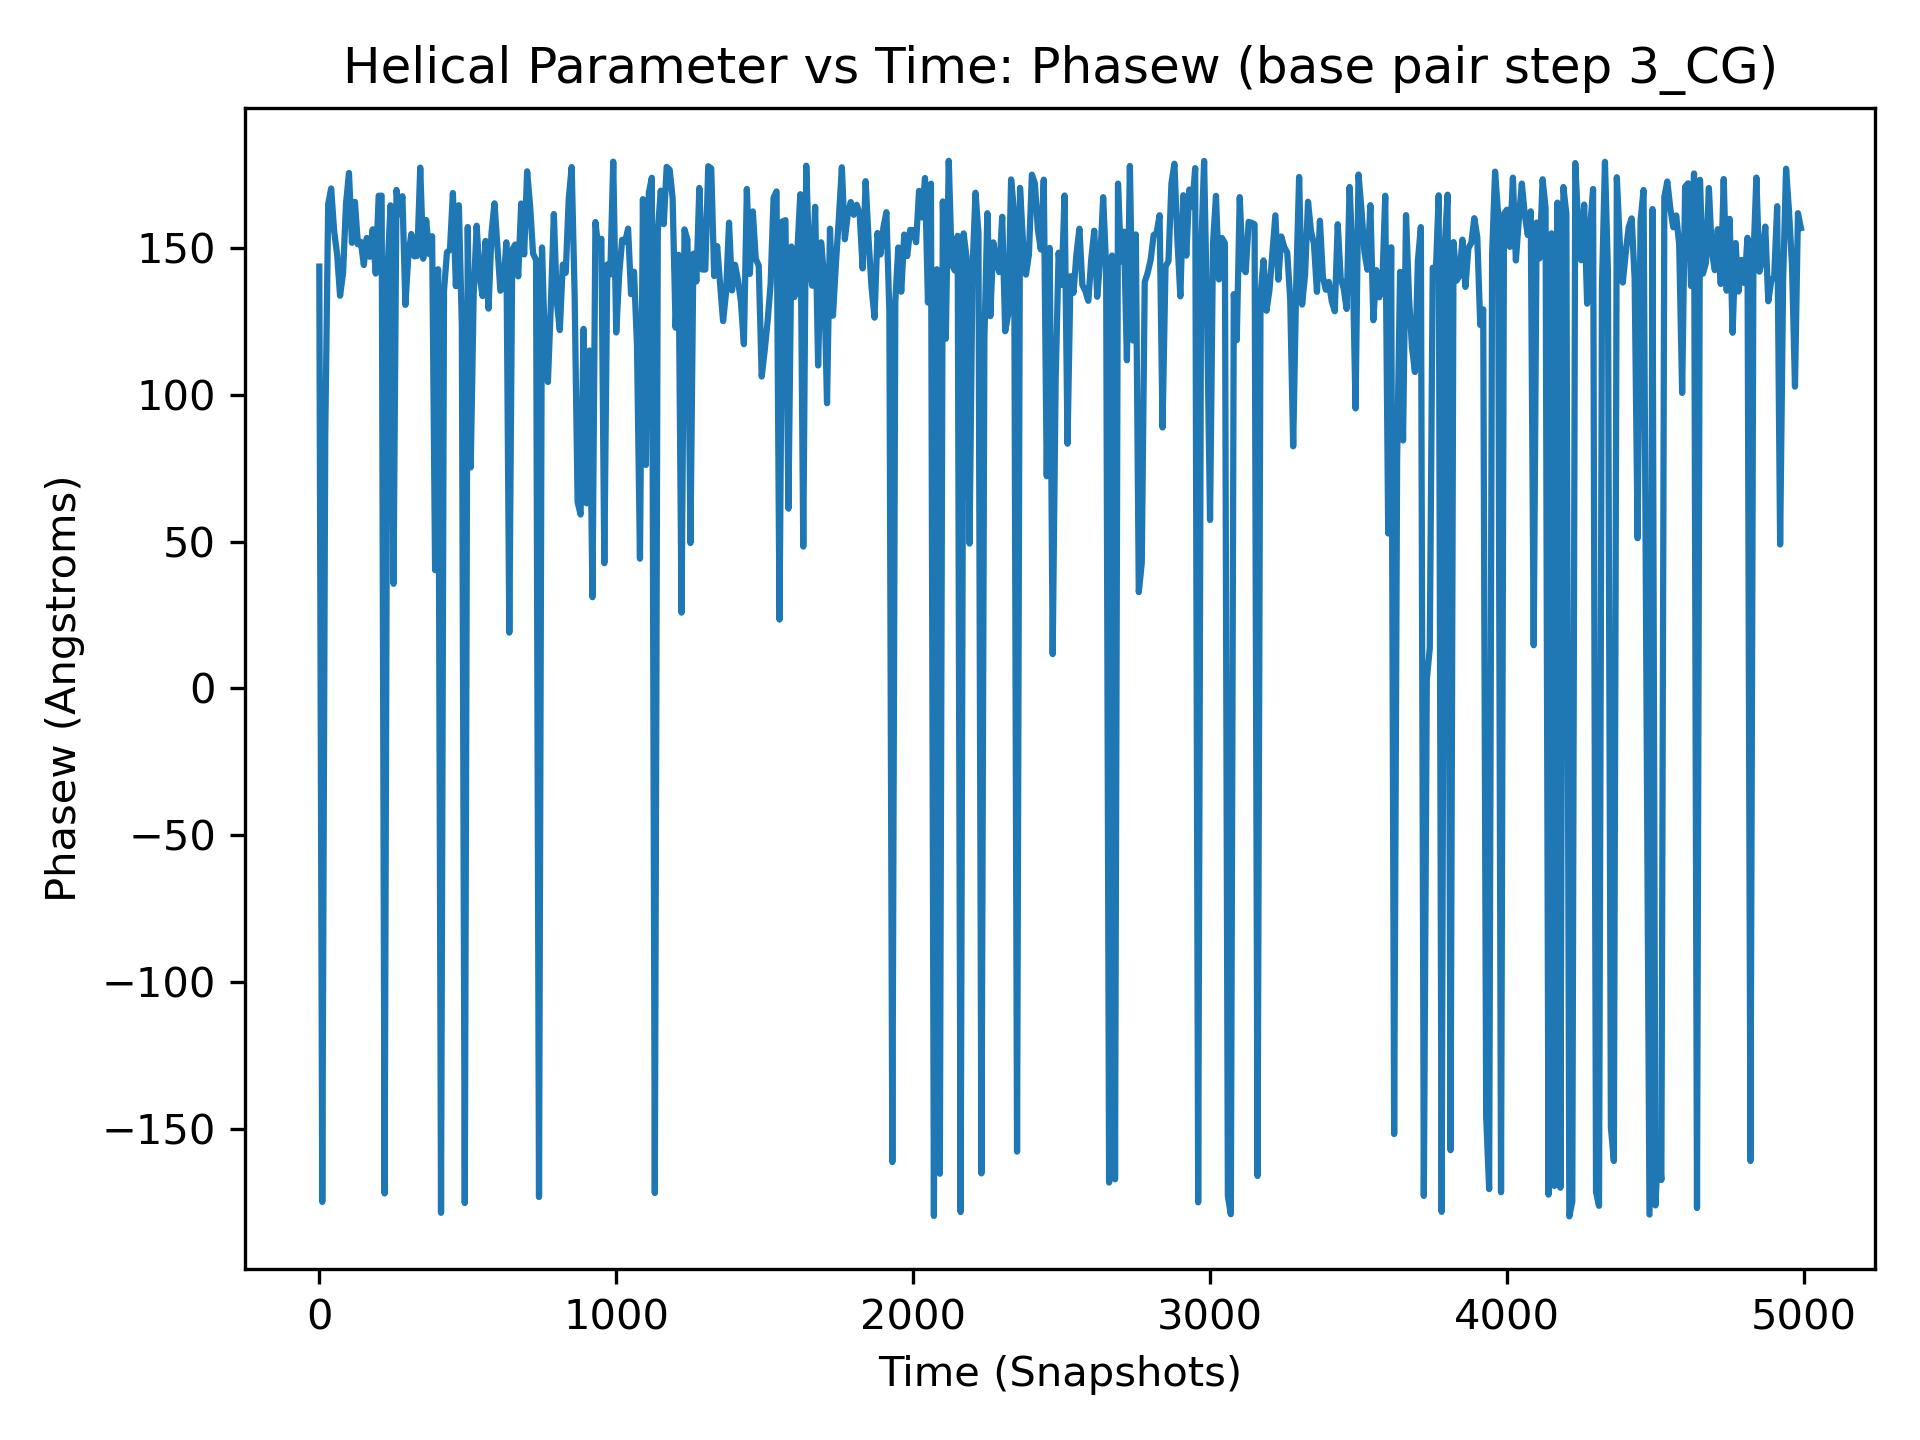 Helical Parameter vs Time: Phasew (base pair step 3_CG)
Phasew (Angstroms)
150
100
50
0
−50
−100
−150
0 1000 2000 3000 4000 5000
Time (Snapshots)